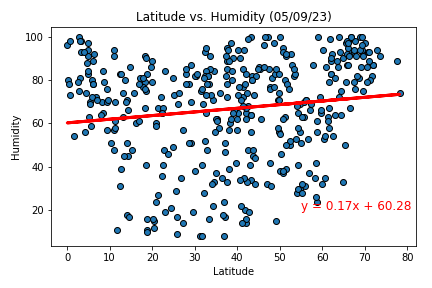 Latitude vs. Humidity (05/09/23)
100
80
60
40
20
Humidity
y = 0.17x + 60.28
0 10 20 30 40 50 60 70 80
Latitude